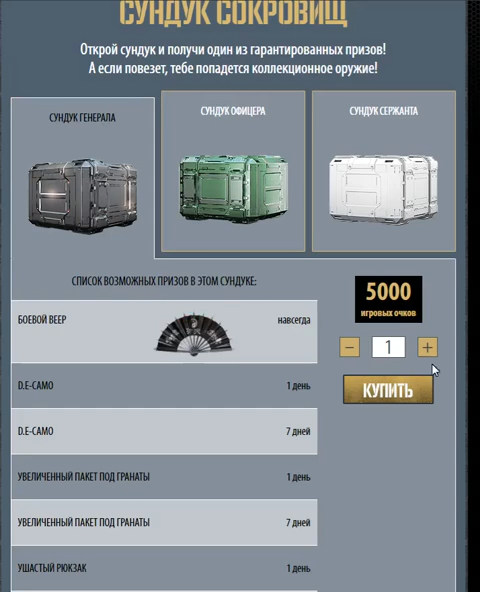 СУНДУК СОКРОВИЩ
Открой сундук и получи один из гарантированных призов!
А если повезет, тебе попадется коллекционное оружие!
СУНДУК ГЕНЕРАЛА
СУНДУК ОФИЦЕРА
СУНДУК СЕРЖАНТА
СПИСОК ВОЗМОЖНЫХ ПРИЗОВ В ЭТОМ СУНДУКЕ:
5000
игровых очков
БОЕВОЙ ВЕЕР навсегда
− 1 +
D.E-CAMO 1 день
КУПИТЬ
D.E-CAMO 7 дней
УВЕЛИЧЕННЫЙ ПАКЕТ ПОД ГРАНАТЫ 1 день
УВЕЛИЧЕННЫЙ ПАКЕТ ПОД ГРАНАТЫ 7 дней
УШАСТЫЙ РЮКЗАК 1 день